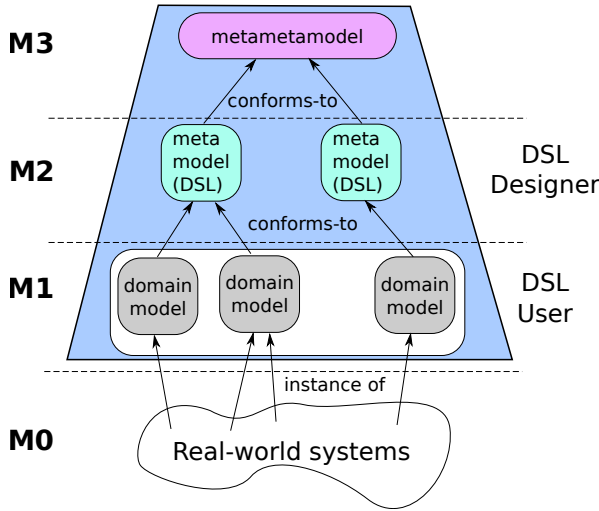 M3
metametamodel
conforms-to
M2
meta
model
(DSL)
meta
model
(DSL)
DSL
Designer
conforms-to
M1
domain
model
domain
model
domain
model
DSL
User
instance of
M0
Real-world systems